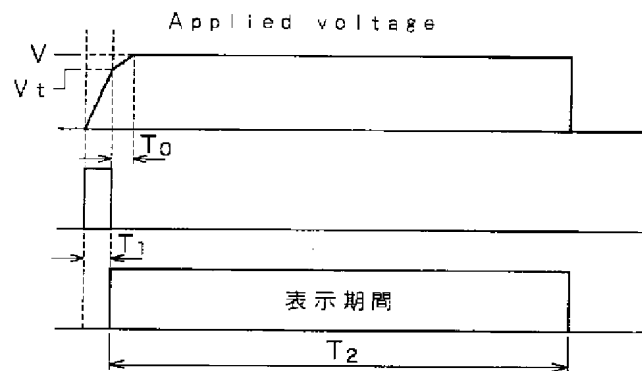 Applied voltage
V
Vt
T0
T1
表示期間
T2